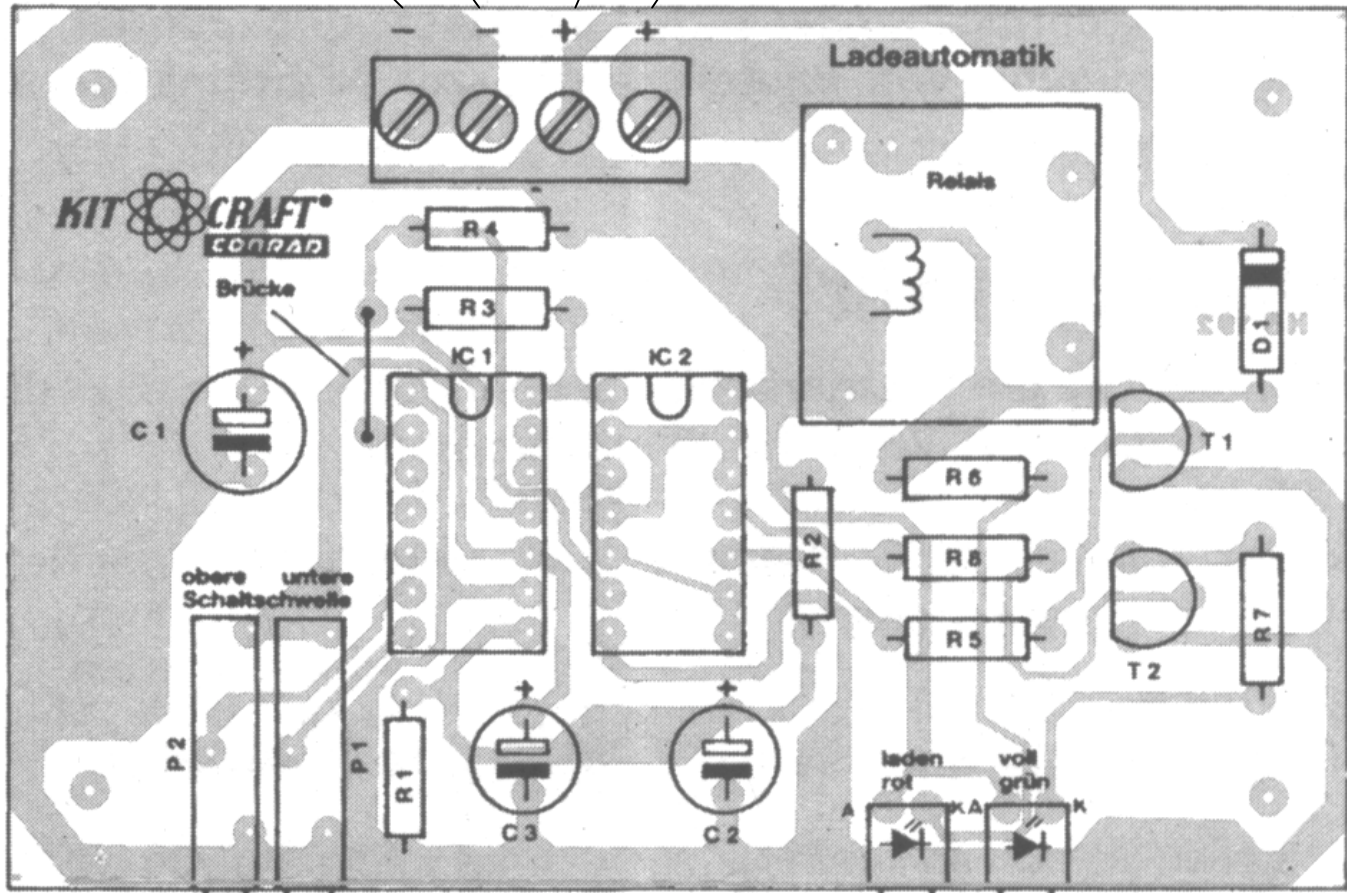 − − + +
Ladeautomatik
Relais
KIT CRAFT®
CONRAD
R 4
Brücke
R 3
D 1
IC 1
IC 2
+
C 1
T 1
R 6
R 2
R 8
obere untere
Schaltschwelle
R 5
R 7
T 2
+
+
P 2
P 1
R 1
laden
rot
voll
grün
A K A K
C 3
C 2